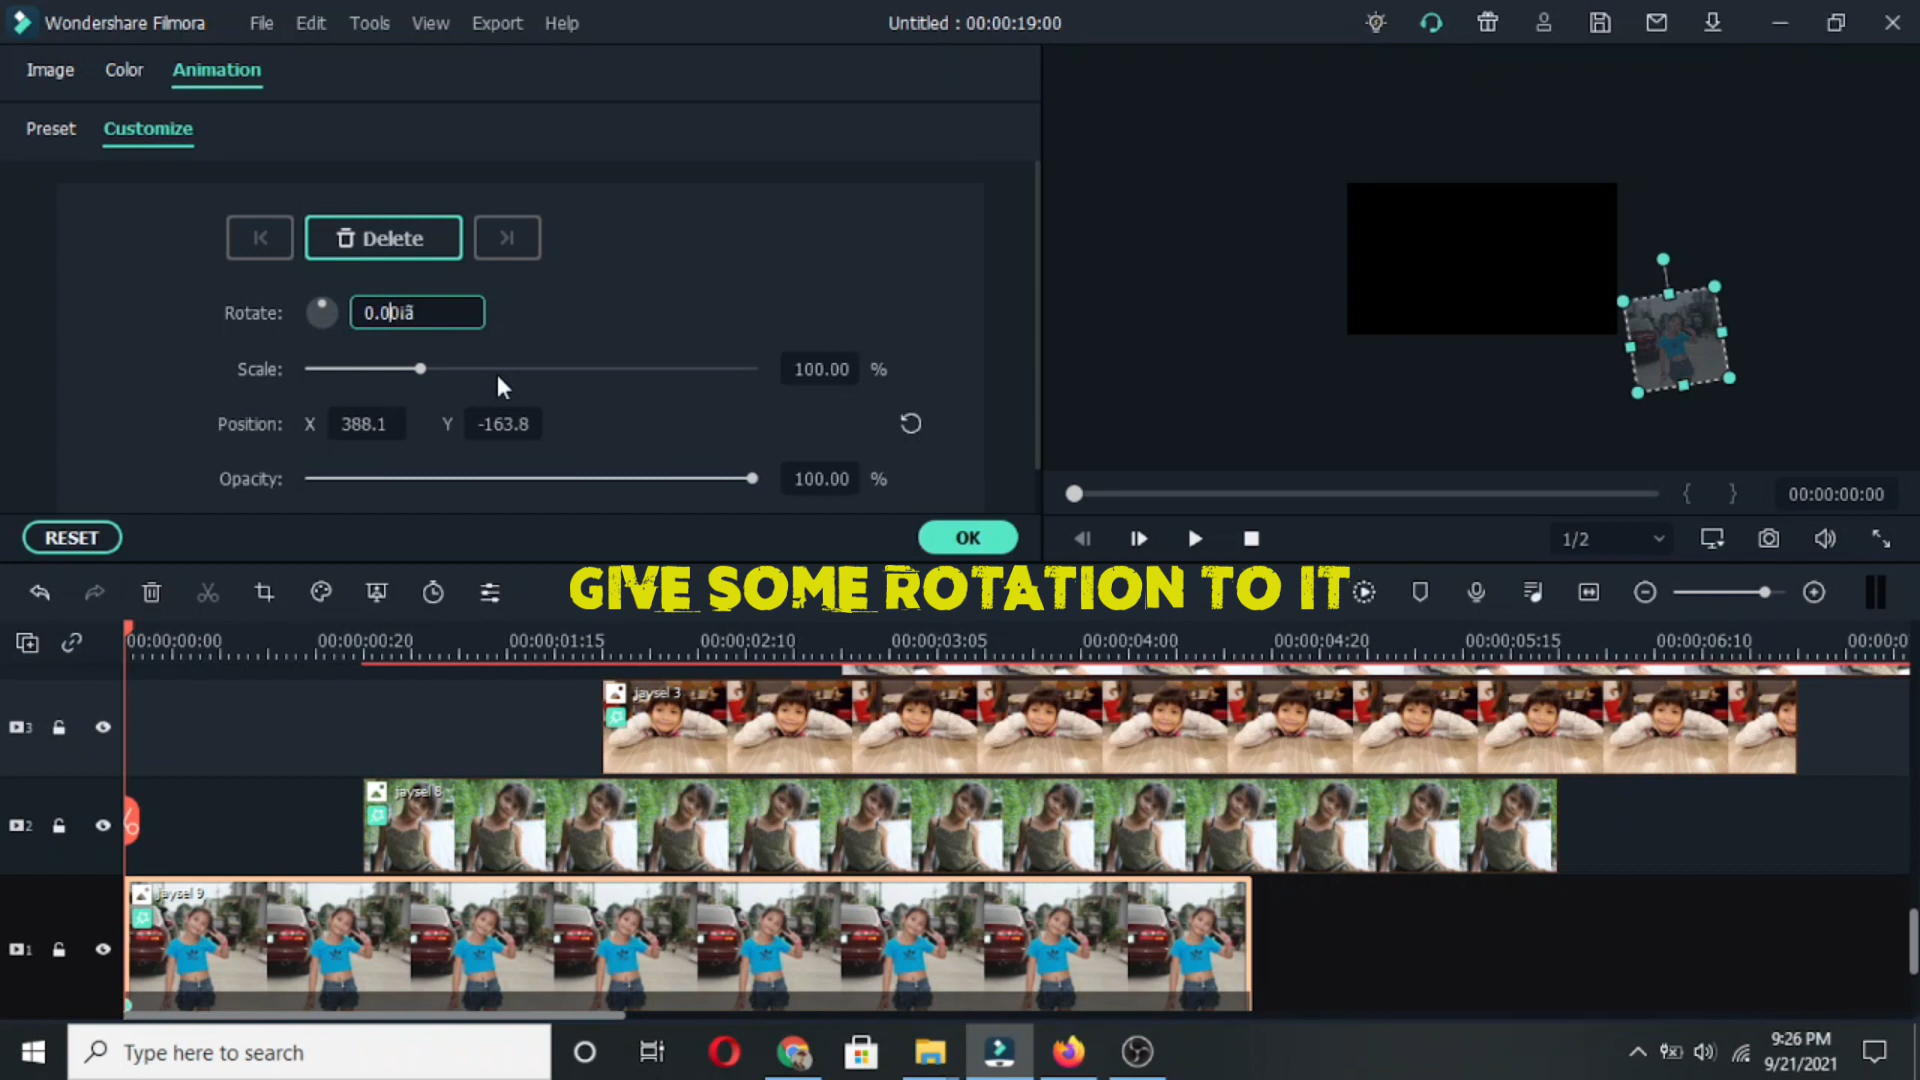 Wondershare Filmora File Edit Tools View Export Help Untitled : 00:00:19:00
Image Color Animation
Preset Customize
Delete
Rotate: 0.00iã
Scale: 100.00 %
Position: X 388.1 Y -163.8
Opacity: 100.00 %
{ } 00:00:00:00
RESET OK
1/2
GIVE SOME ROTATION TO IT
00:00:00:00 00:00:00:20 00:00:01:15 00:00:02:10 00:00:03:05 00:00:04:00 00:00:04:20 00:00:05:15 00:00:06:10 00:00:0
3 jaysel 3
2 jaysel 8
1 jaysel 9
Type here to search
9:26 PM
9/21/2021